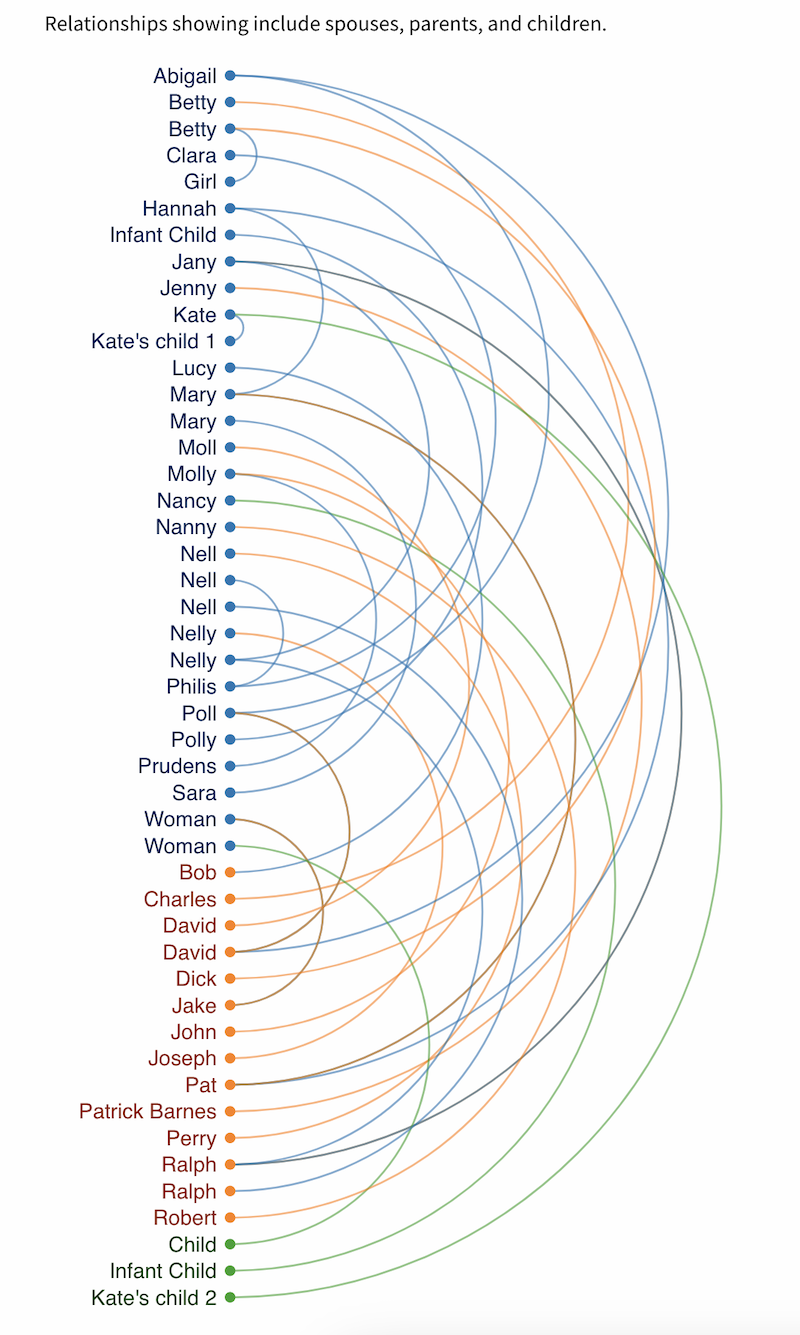 Relationships showing include spouses, parents, and children.
Abigail
Betty
Betty
Clara
Girl
Hannah
Infant Child
Jany
Jenny
Kate
Kate's child 1
Lucy
Mary
Mary
Moll
Molly
Nancy
Nanny
Nell
Nell
Nell
Nelly
Nelly
Philis
Poll
Polly
Prudens
Sara
Woman
Woman
Bob
Charles
David
David
Dick
Jake
John
Joseph
Pat
Patrick Barnes
Perry
Ralph
Ralph
Robert
Child
Infant Child
Kate's child 2